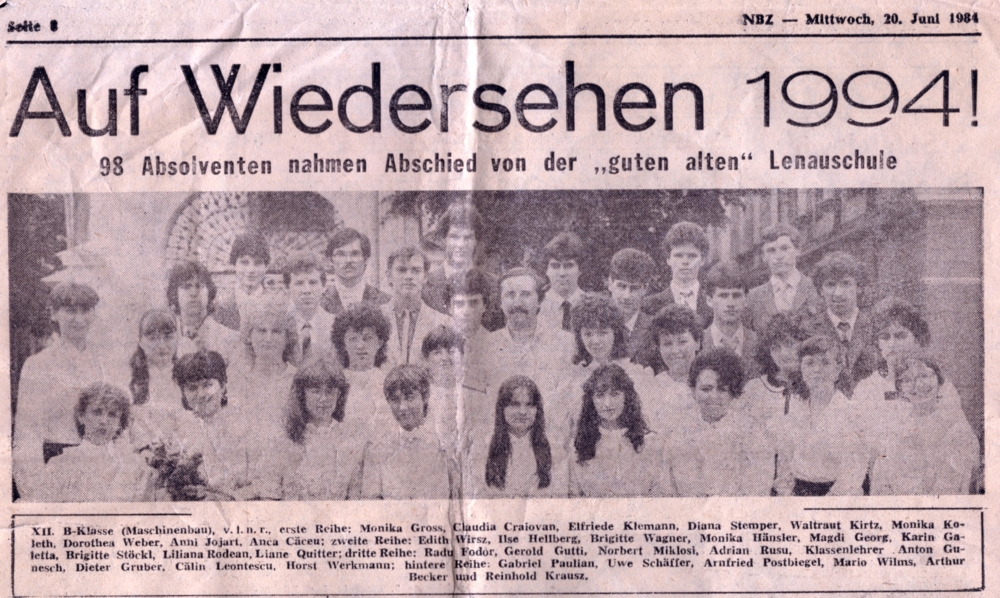 Seite 8
NBZ — Mittwoch, 20. Juni 1984
Auf Wiedersehen 1994!
98 Absolventen nahmen Abschied von der „guten alten“ Lenauschule
XII. B-Klasse (Maschinenbau), v. l. n. r., erste Reihe: Monika Gross, Claudia Craiovan, Elfriede Klemann, Diana Stemper, Waltraut Kirtz, Monika Ko-
leth, Dorothea Weber, Anni Jojart, Anca Căceu; zweite Reihe: Edith Wirsz, Ilse Hellberg, Brigitte Wagner, Monika Hänsler, Magdi Georg, Karin Ga-
letta, Brigitte Stöckl, Liliana Rodean, Liane Quitter; dritte Reihe: Radu Fodor, Gerold Gutti, Norbert Miklosi, Adrian Rusu, Klassenlehrer Anton Gu-
nesch, Dieter Gruber, Călin Leontescu, Horst Werkmann; hintere Reihe: Gabriel Paulian, Uwe Schäffer, Arnfried Postbiegel, Mario Wilms, Arthur
Becker und Reinhold Krausz.